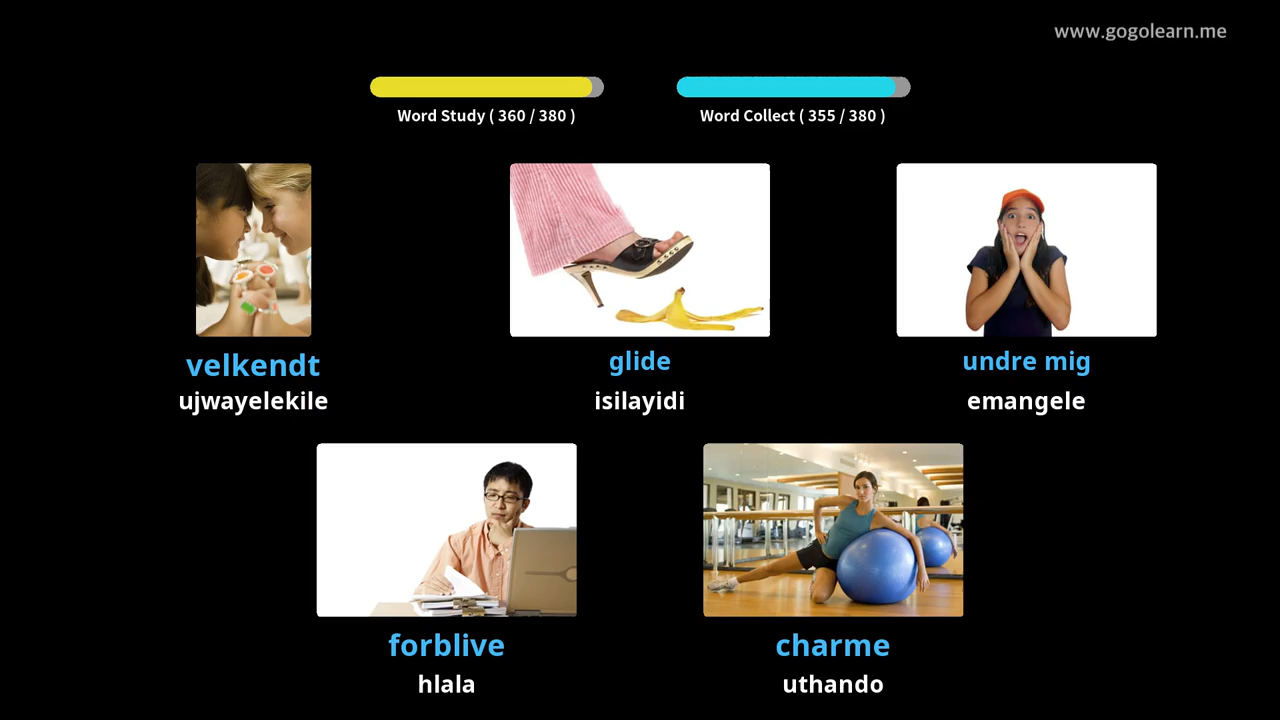 www.gogolearn.me
Word Study ( 360 / 380 )
Word Collect ( 355 / 380 )
velkendt
ujwayelekile
glide
isilayidi
undre mig
emangele
forblive
hlala
charme
uthando